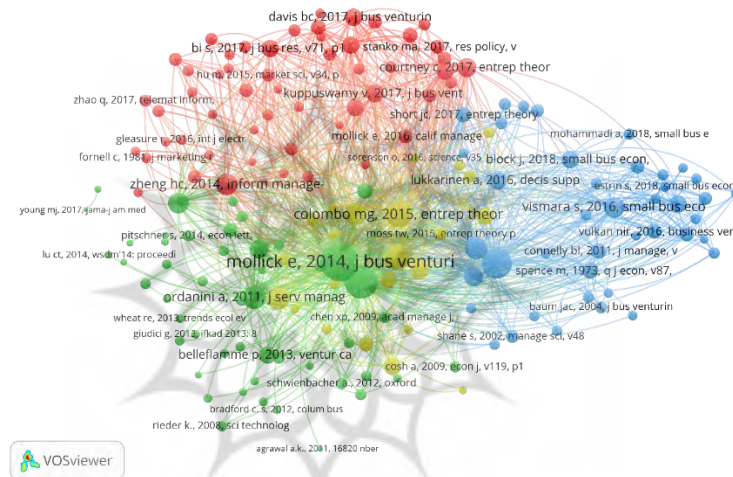 davis bc, 2017, j bus venturin
bi s, 2017, j bus res, v71, p1
stanko ma, 2017, res policy, v
courtney c, 2017, entrep theor
hu m, 2015, market sci, v34, p
kuppuswamy v, 2017, j bus vent
zhao q, 2017, telemat inform,
short jc, 2017, entrep theory
mollick e, 2016, calif manage
mohammadi a, 2018, small bus e
gleasure r, 2016, int j electr
sorenson o, 2016, science, v35
block j, 2018, small bus econ,
fornell c, 1981, j marketing r
zheng hc, 2014, inform manage-
lukkarinen a, 2016, decis supp
estrin s, 2018, small bus econ
young mj, 2017, jama-j am med
colombo mg, 2015, entrep theor
vismara s, 2016, small bus eco
moss tw, 2015, entrep theory p
vulkan nir, 2016, business ver
pitschner s, 2014, econ lett,
lu ct, 2014, wsdm'14: proceedi
mollick e, 2014, j bus venturi
connelly bl, 2011, j manage, v
spence m, 1973, q j econ, v87,
ordanini a, 2011, j serv manag
baum jac, 2004, j bus venturin
wheat re, 2013, trends ecol ev
chen xp, 2009, acad manage j,
giudici g, 2013, ifkad 2013: 8
shane s, 2002, manage sci, v48
belleflamme p, 2013, ventur ca
cosh a, 2009, econ j, v119, p1
schwienbacher a., 2012, oxford
bradford c. s, 2012, colum bus
rieder k., 2008, sci technolog
agrawal a.k., 2001, 16820 nber
VOSviewer